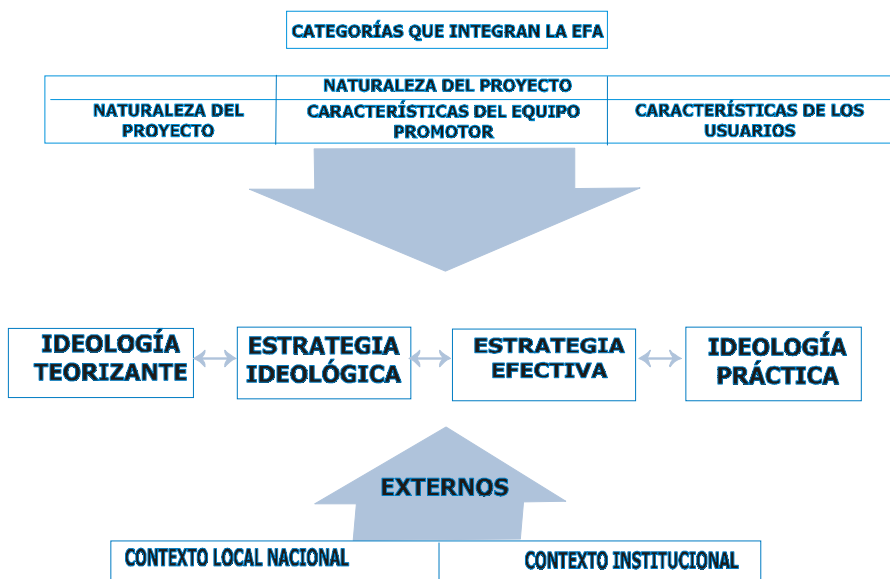 CATEGORÍAS QUE INTEGRAN LA EFA
NATURALEZA DEL PROYECTO
NATURALEZA DEL
PROYECTO
CARACTERÍSTICAS DEL EQUIPO
PROMOTOR
CARACTERÍSTICAS DE LOS
USUARIOS
IDEOLOGÍA
TEORIZANTE
ESTRATEGIA
IDEOLÓGICA
ESTRATEGIA
EFECTIVA
IDEOLOGÍA
PRÁCTICA
EXTERNOS
CONTEXTO LOCAL NACIONAL
CONTEXTO INSTITUCIONAL